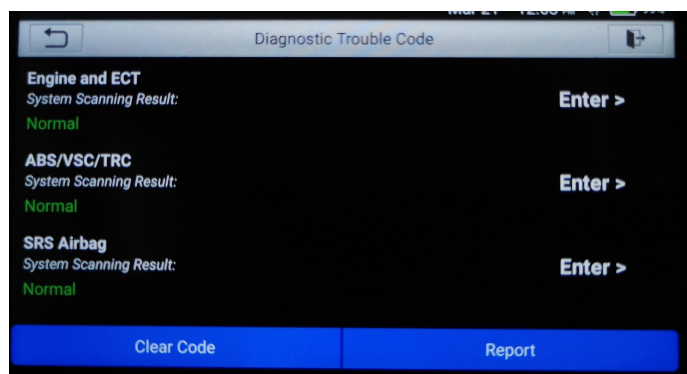 Diagnostic Trouble Code
Engine and ECT
System Scanning Result:
Enter >
Normal
ABS/VSC/TRC
System Scanning Result:
Enter >
Normal
SRS Airbag
System Scanning Result:
Enter >
Normal
Clear Code
Report